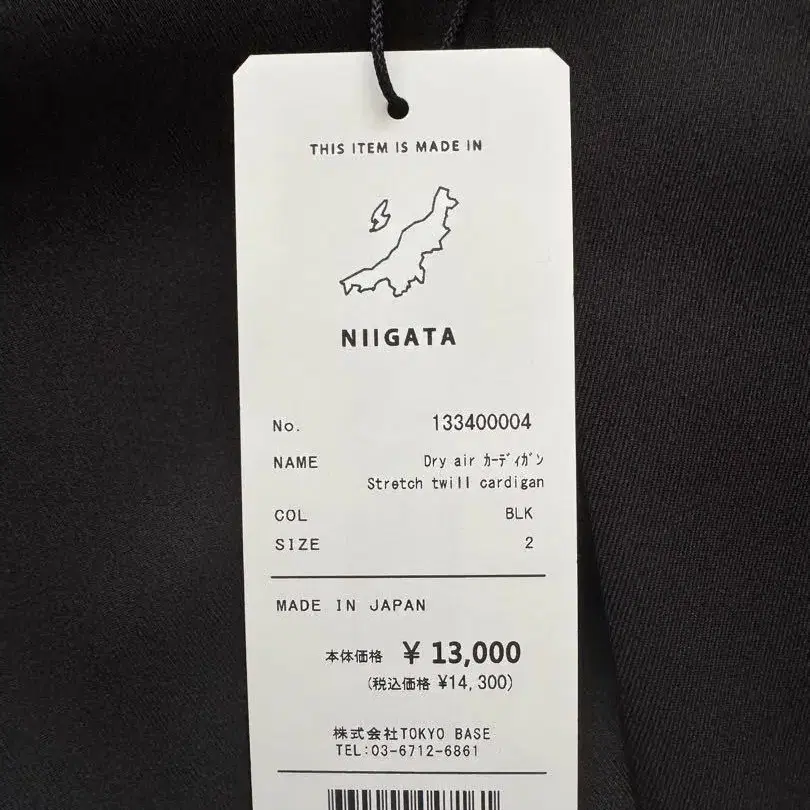 THIS ITEM IS MADE IN
NIIGATA
No. 133400004
NAME Dry air ｶｰﾃﾞｨｶﾞﾝ
Stretch twill cardigan
COL BLK
SIZE 2
MADE IN JAPAN
本体価格 ¥ 13,000
(税込価格 ¥14,300)
株式会社TOKYO BASE
TEL:03-6712-6861